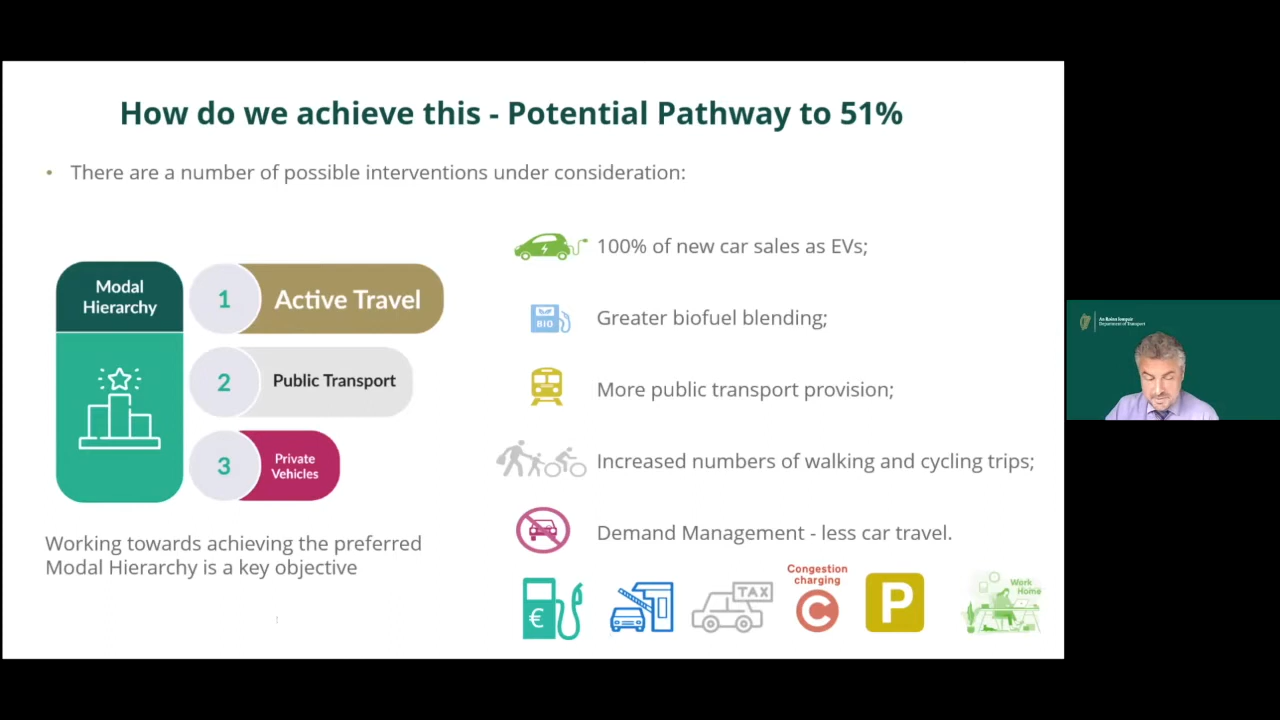 How do we achieve this - Potential Pathway to 51%
• There are a number of possible interventions under consideration:
Modal
Hierarchy
1
Active Travel
2
Public Transport
3
Private
Vehicles
Working towards achieving the preferred
Modal Hierarchy is a key objective
100% of new car sales as EVs;
BIO
Greater biofuel blending;
More public transport provision;
Increased numbers of walking and cycling trips;
Demand Management - less car travel.
€
TAX
Congestion
charging
C
P
Work
Home
An Roinn Iompair
Department of Transport